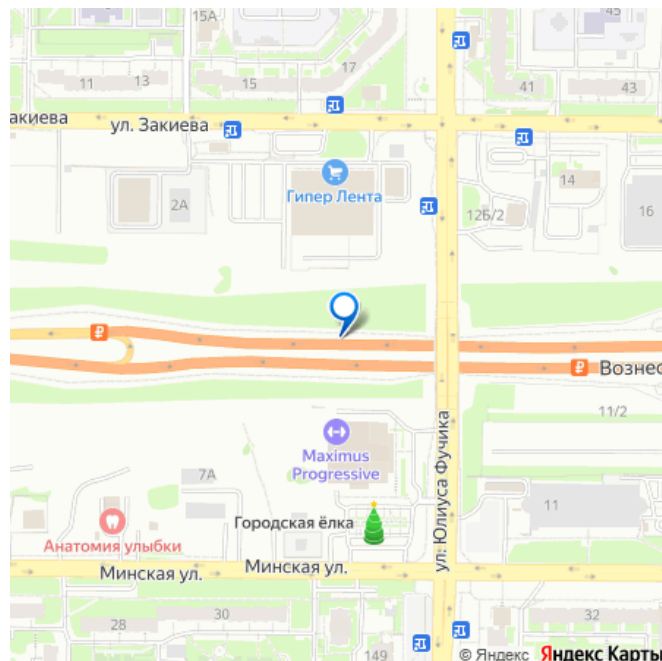 15А
45
17
11
13
15
41
43
акиева
ул. Закиева
Гипер Лента
2А
14
12Б/2
16
₽
₽
Вознес
11/2
Maximus
Progressive
7А
ул. Юлиуса Фучика
11
Городская ёлка
Анатомия улыбки
Минская ул.
Минская ул.
28
30
32
149
© Яндекс Яндекс Карты